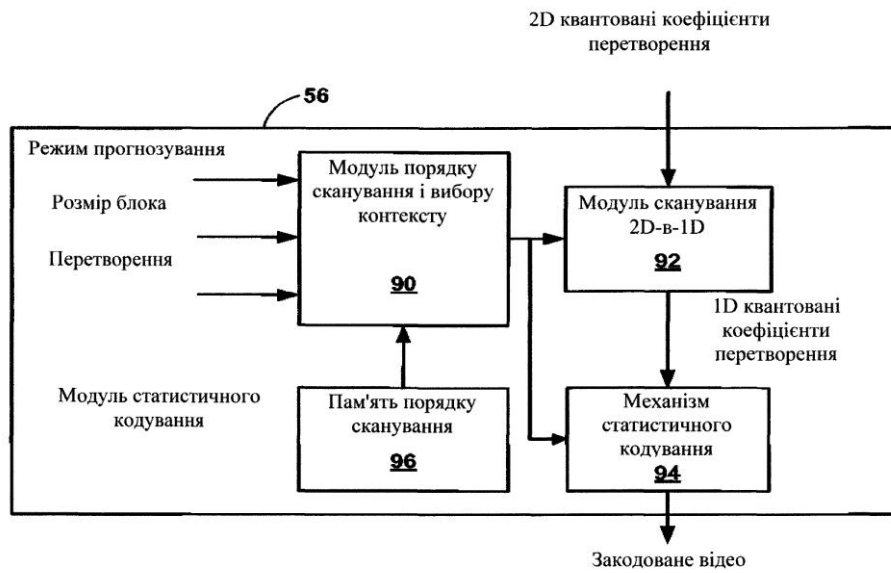 2D квантовані коефіцієнти
перетворення
56
Режим прогнозування
Розмір блока
Перетворення
Модуль порядку
сканування і вибору
контексту
90
Модуль сканування
2D-в-1D
92
1D квантовані
коефіцієнти
перетворення
Модуль статистичного
кодування
Пам'ять порядку
сканування
96
Механізм
статистичного
кодування
94
Закодоване відео